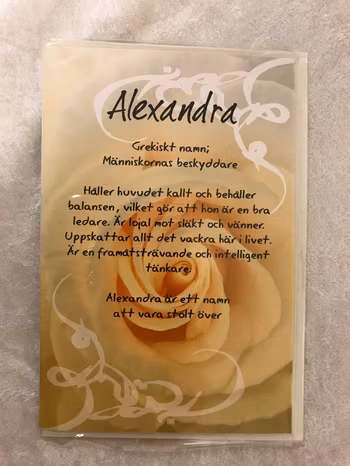 Alexandra
Grekiskt namn;
Människornas beskyddare
Håller huvudet kallt och behåller
balansen, vilket gör att hon är en bra
ledare. Är lojal mot släkt och vänner.
Uppskattar allt det vackra här i livet.
Är en framåtsträvande och intelligent
tänkare.
Alexandra är ett namn
att vara stolt över